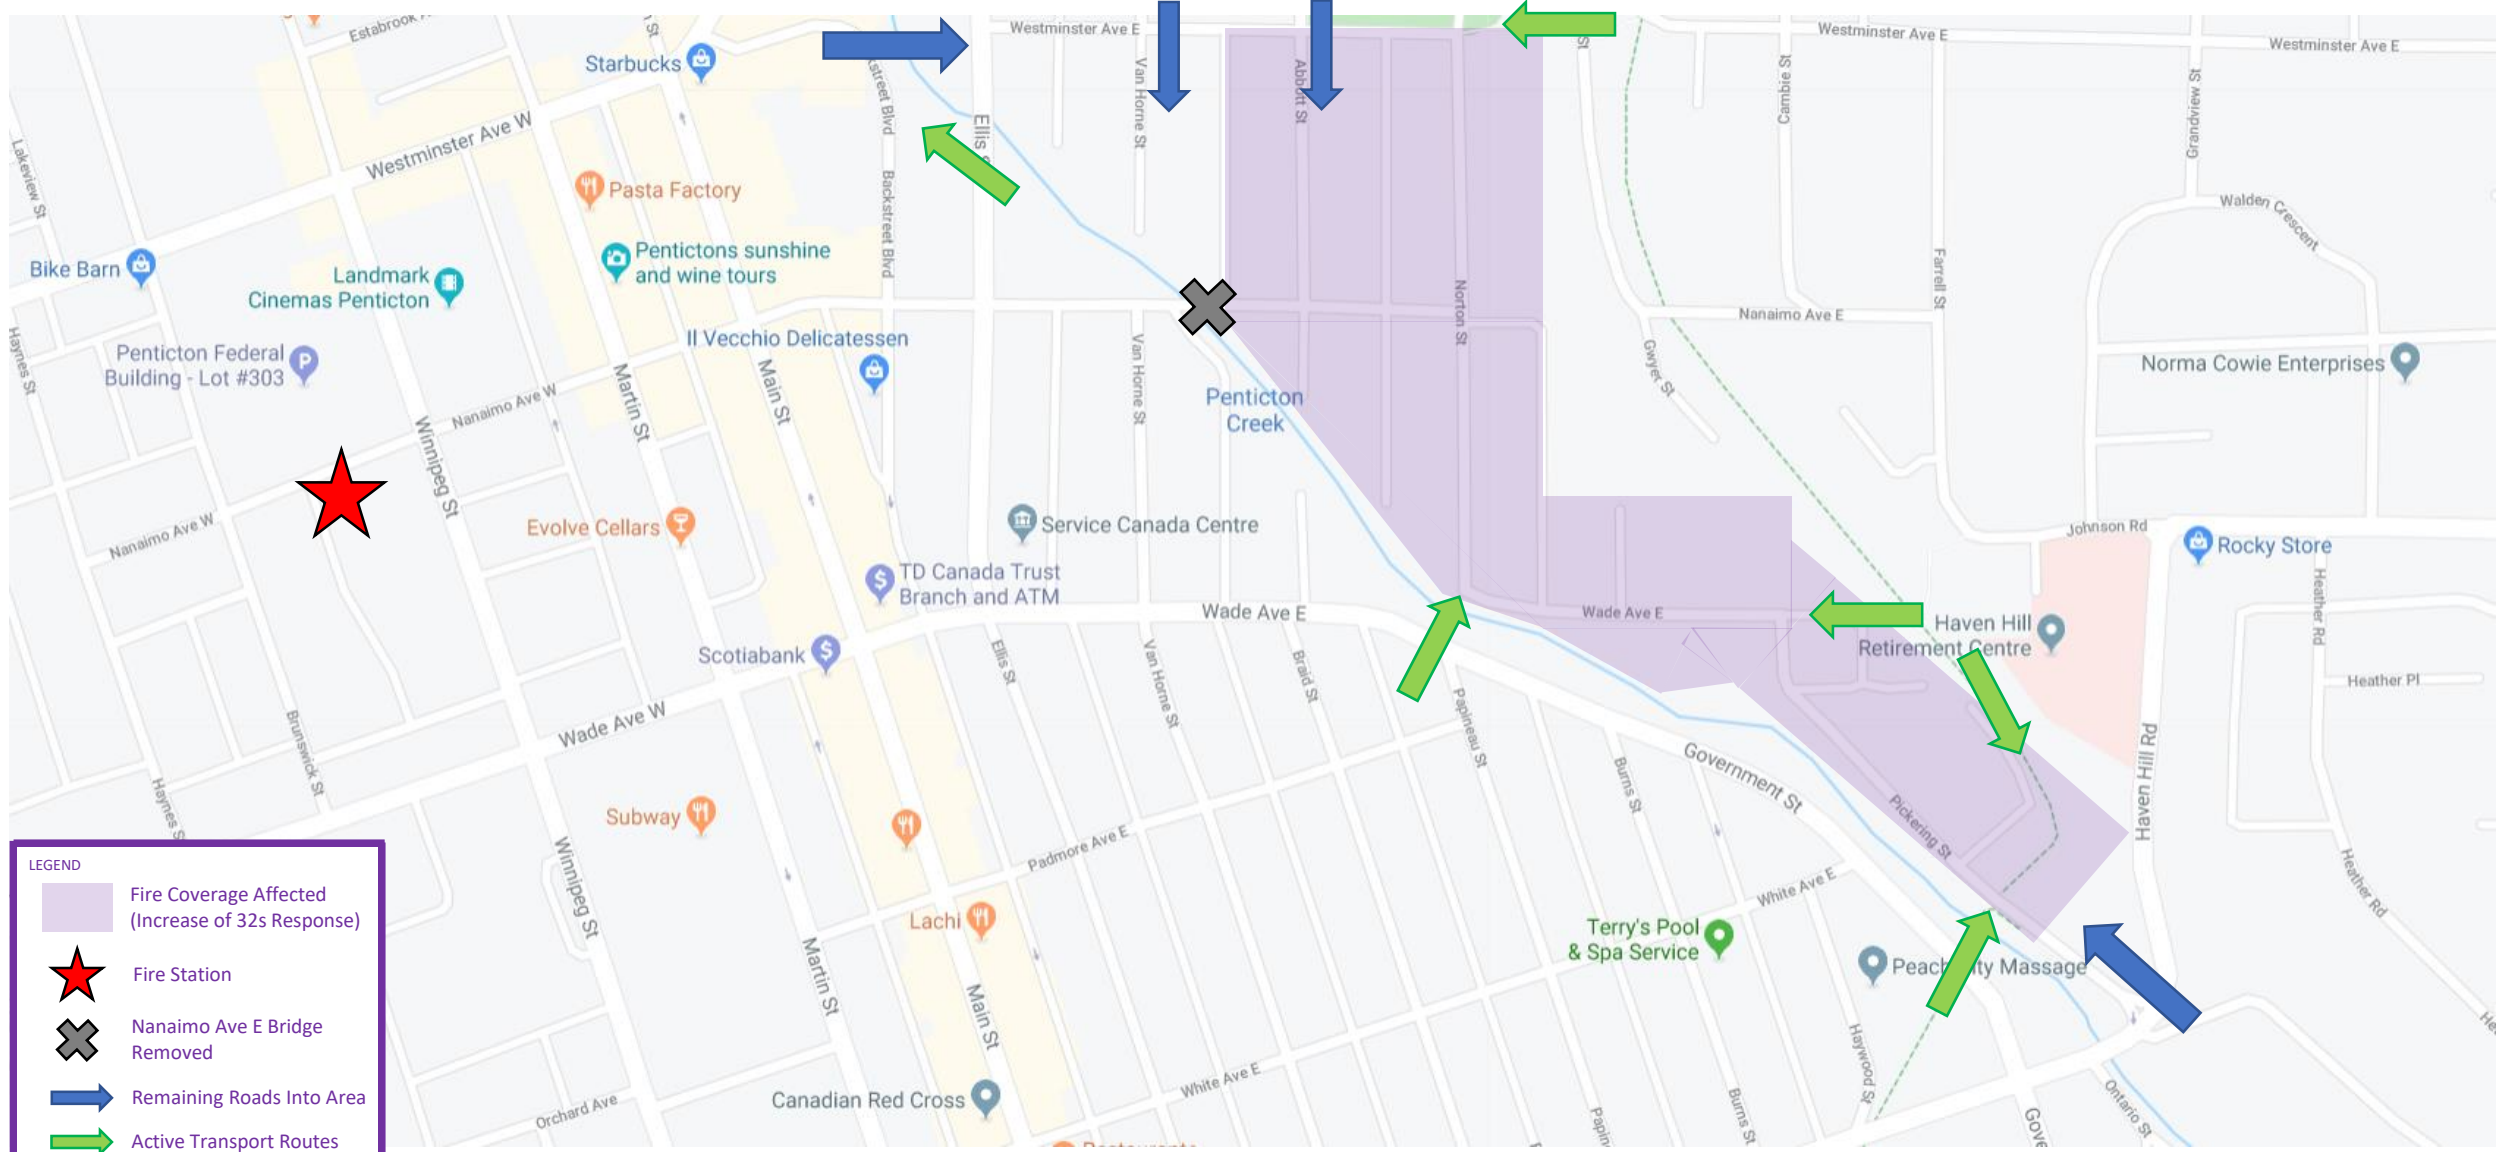 Estabrook
Westminster Ave E
Westminster Ave E
Westminster Ave E
Starbucks
Van Horne St
Abbott St
Cambie St
Grandview St
Lakeview St
Westminster Ave W
Ellis
Backstreet Blvd
Backstreet Blvd
Pasta Factory
Walden Crescent
Bike Barn
Landmark
Cinemas Penticton
Pentictons sunshine
and wine tours
Farrell St
Norton St
Nanaimo Ave E
Haynes St
Penticton Federal
Building - Lot #303
Il Vecchio Delicatessen
Van Horne St
Gwyer St
Norma Cowie Enterprises
Martin St
Main St
Nanaimo Ave W
Penticton
Creek
Winnipeg St
Nanaimo Ave W
Evolve Cellars
Service Canada Centre
Johnson Rd
Rocky Store
TD Canada Trust
Branch and ATM
Wade Ave E
Wade Ave E
Heather Rd
Haven Hill
Retirement Centre
Scotiabank
Ellis St
Van Horne St
Braid St
Papineau St
Heather Pl
Wade Ave W
Brunswick St
Haynes S
Government St
Burns St
Haven Hill Rd
Pickering St
Subway
Padmore Ave E
Heather Rd
Winnipeg St
White Ave E
Lachi
Terry's Pool
& Spa Service
Martin St
Main St
Massage
Haywood St
White Ave E
Canadian Red Cross
Orchard Ave
Burns St
Ontario St
Gove
LEGEND
Fire Coverage Affected
(Increase of 32s Response)
Fire Station
Nanaimo Ave E Bridge
Removed
Remaining Roads Into Area
Active Transport Routes